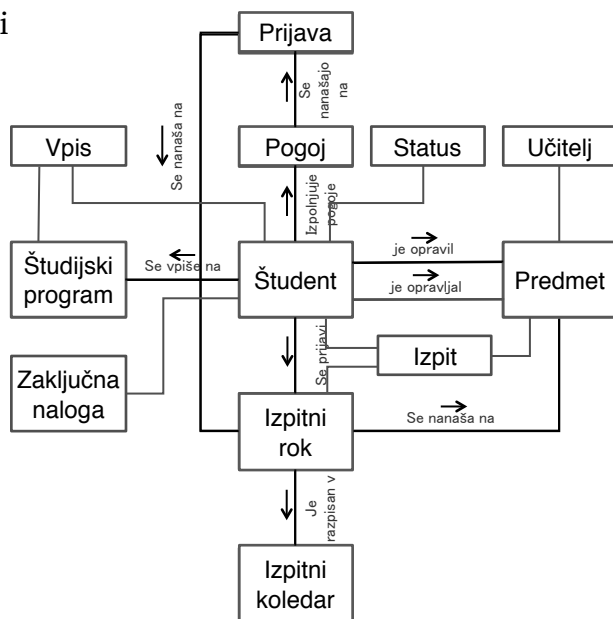 i
Prijava
Se
nanašajo
na
Se nanaša na
Vpis
Pogoj
Status
Učitelj
Izpolnjuje
pogoje
Študijski
program
Se vpiše na
Študent
je opravil
je opravljal
Predmet
Se prijavi
Izpit
Zaključna
naloga
Izpitni
rok
Se nanaša na
Je
razpisan v
Izpitni
koledar